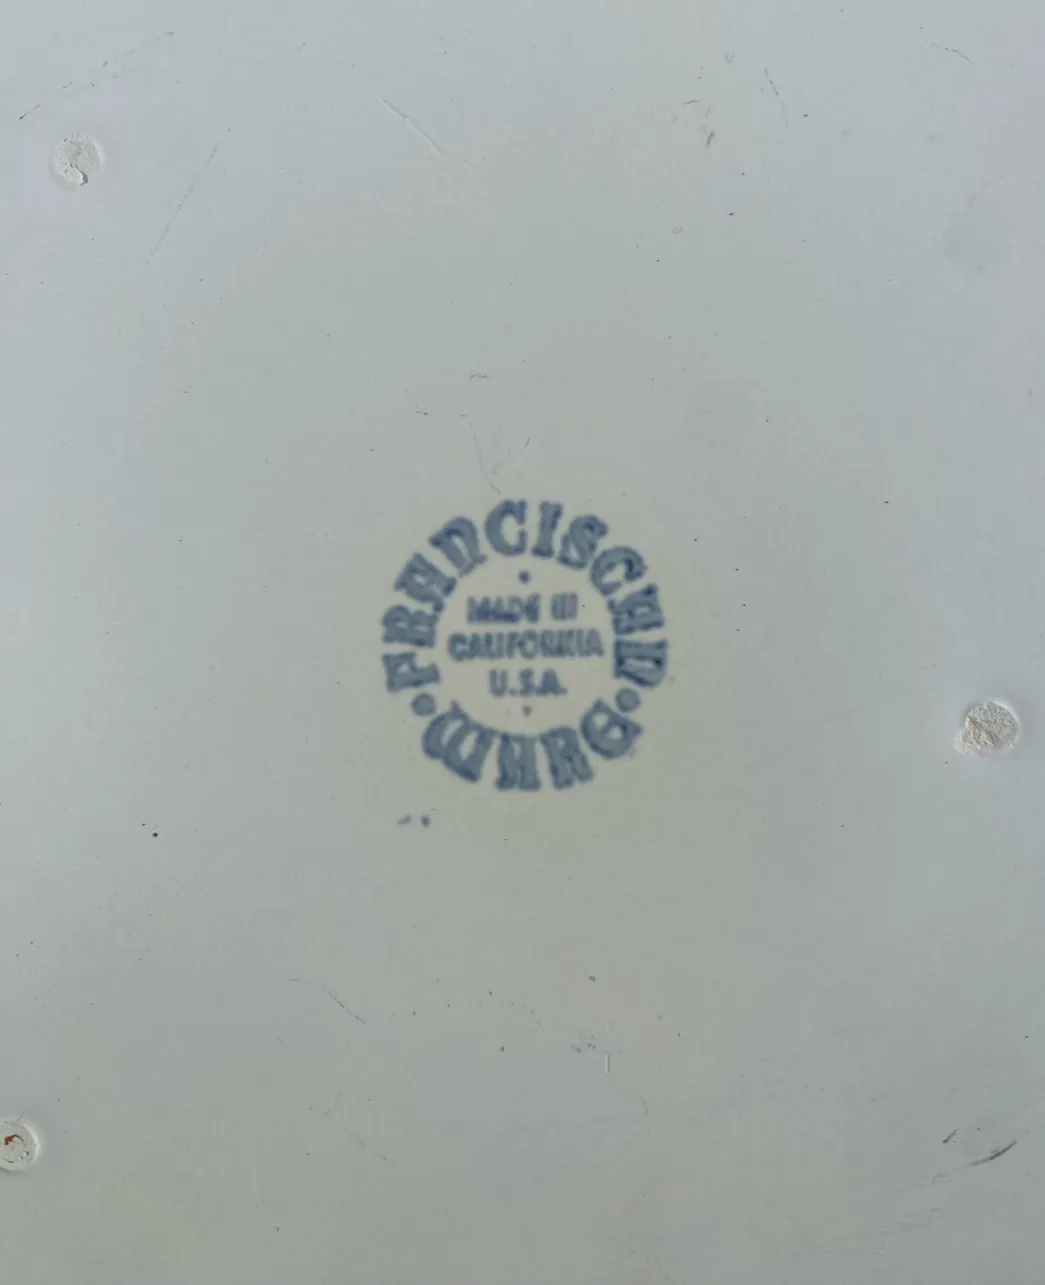 FRANCISCAN
MADE IN
CALIFORNIA
U.S.A.
WARE